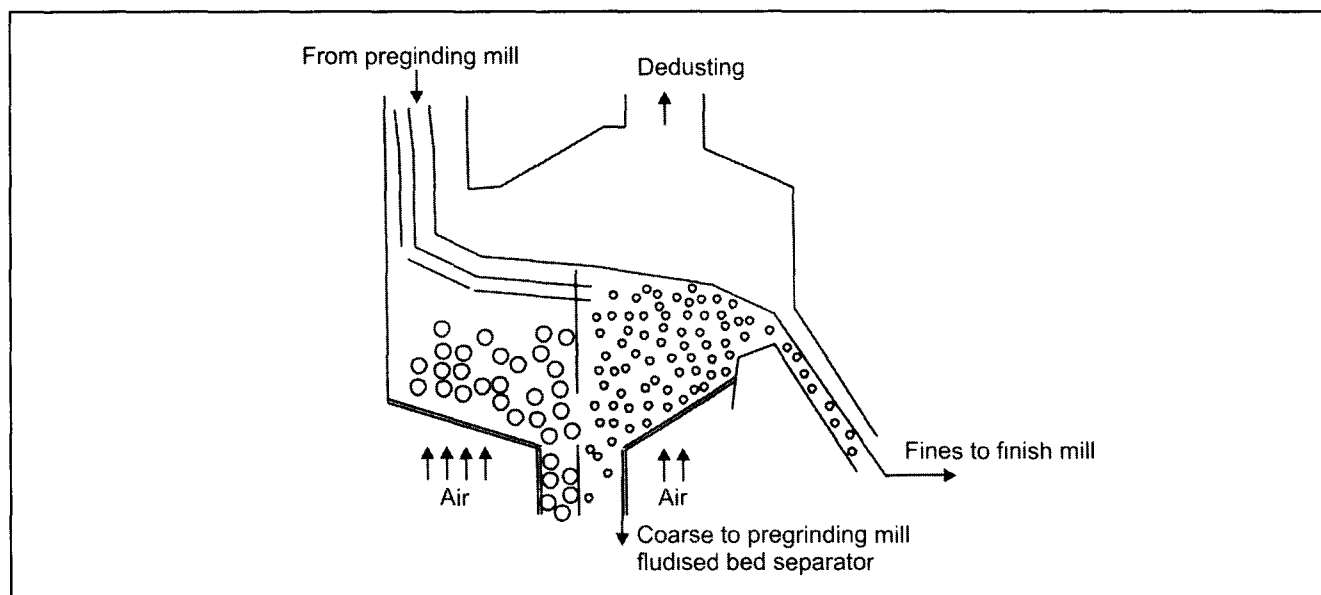 From preginding mill
Dedusting
Fines to finish mill
Air
Air
Coarse to pregrinding mill
fludised bed separator